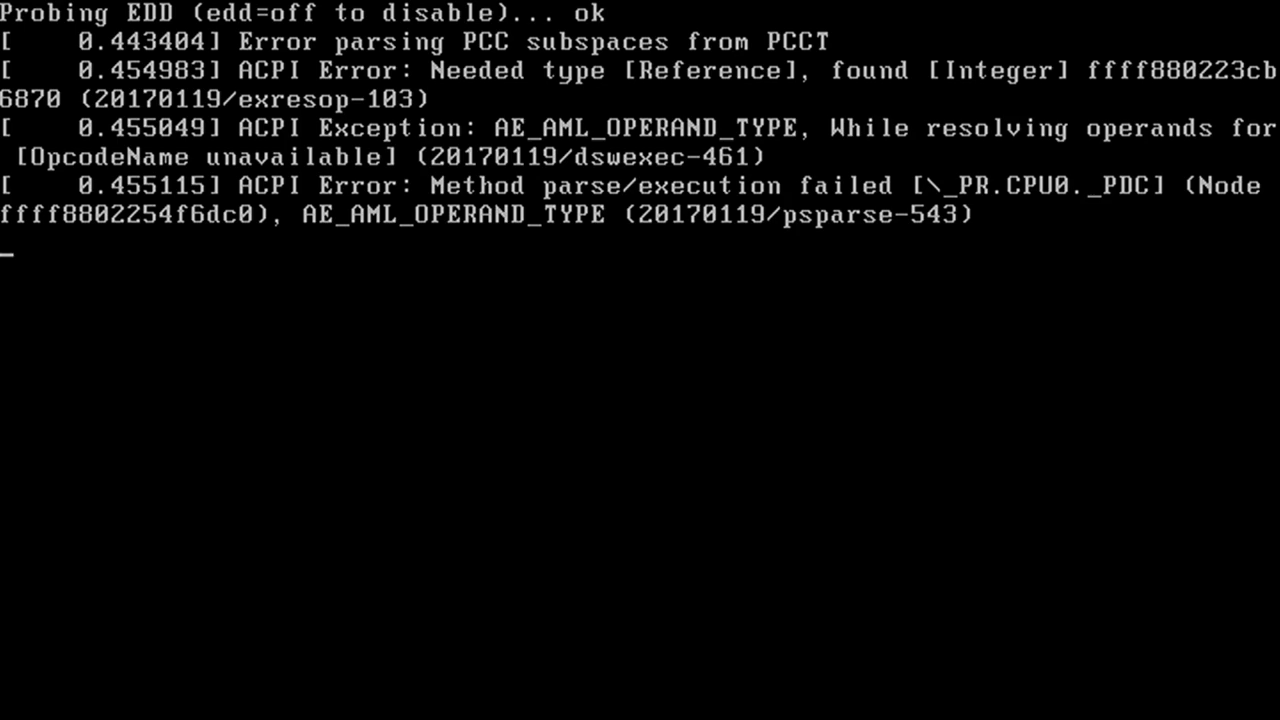 Probing EDD (edd=off to disable)... ok
[    0.443404] Error parsing PCC subspaces from PCCT
[    0.454983] ACPI Error: Needed type [Reference], found [Integer] ffff880223cb
6870 (20170119/exresop-103)
[    0.455049] ACPI Exception: AE_AML_OPERAND_TYPE, While resolving operands for
 [OpcodeName unavailable] (20170119/dswexec-461)
[    0.455115] ACPI Error: Method parse/execution failed [\_PR.CPU0._PDC] (Node
ffff8802254f6dc0), AE_AML_OPERAND_TYPE (20170119/psparse-543)